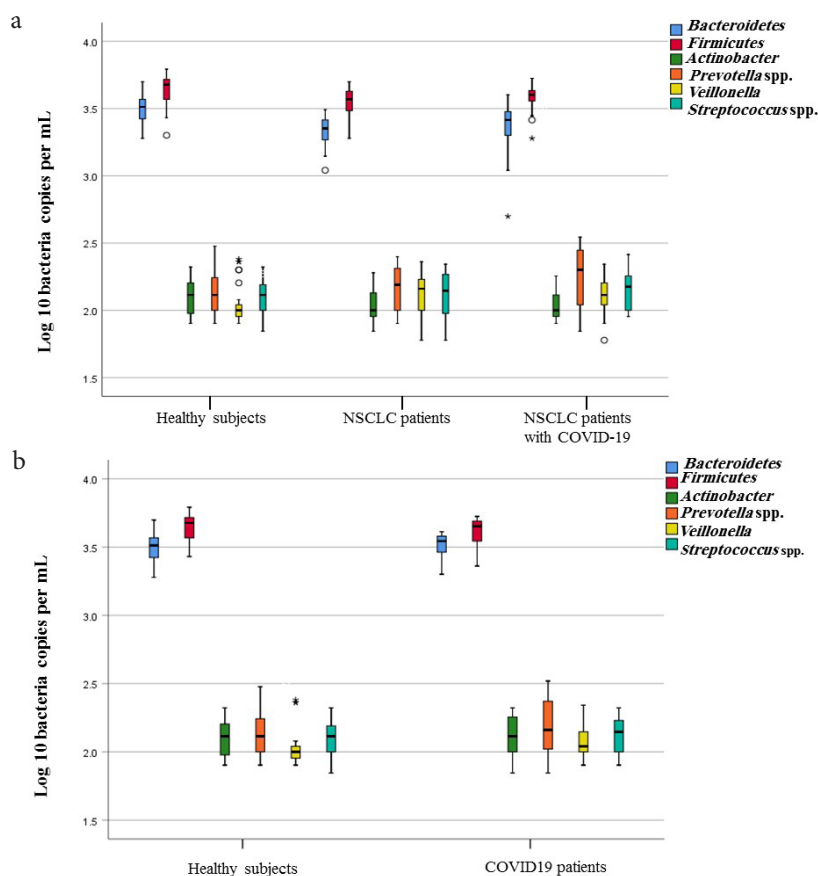 a
Log 10 bacteria copies per mL
4.0
3.5
3.0
2.5
2.0
1.5
Healthy subjects
NSCLC patients
NSCLC patients
with COVID-19
Bacteroidetes
Firmicutes
Actinobacter
Prevotella spp.
Veillonella
Streptococcus spp.
b
Log 10 bacteria copies per mL
4.0
3.5
3.0
2.5
2.0
1.5
Healthy subjects
COVID19 patients
Bacteroidetes
Firmicutes
Actinobacter
Prevotella spp.
Veillonella
Streptococcus spp.